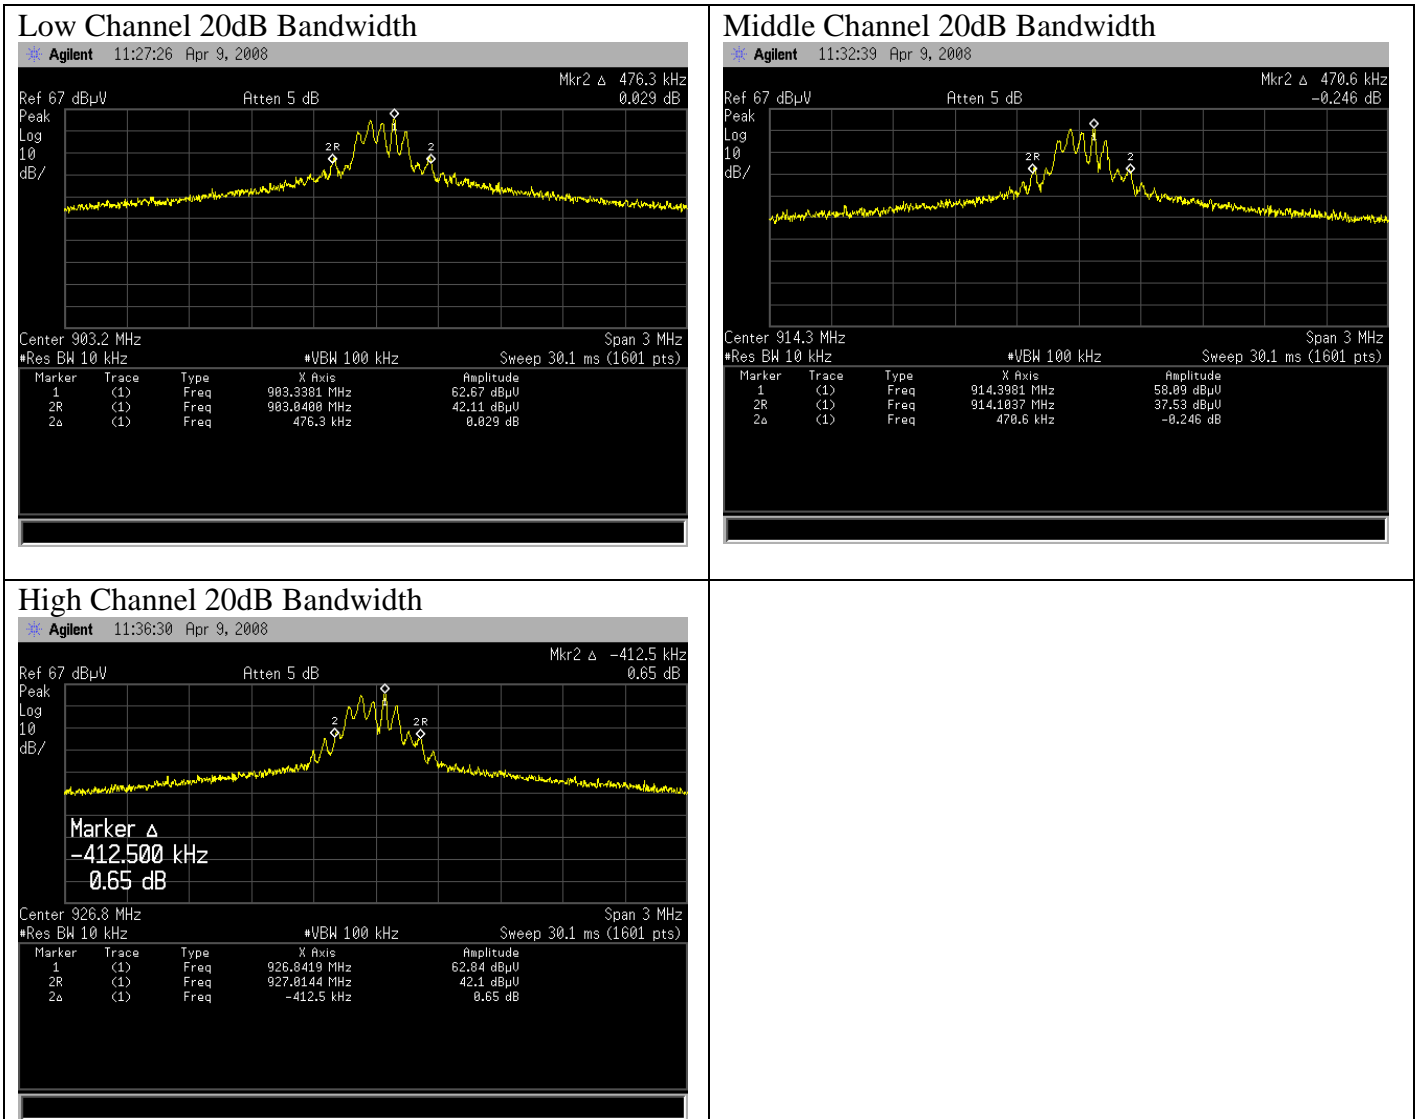 Low Channel 20dB Bandwidth
Agilent 11:27:26 Apr 9, 2008
Mkr2 Δ 476.3 kHz
Ref 67 dBµV Atten 5 dB 0.029 dB
Peak
Log
10
dB/
2R
2
Center 903.2 MHz Span 3 MHz
#Res BW 10 kHz #VBW 100 kHz Sweep 30.1 ms (1601 pts)
Marker Trace Type X Axis Amplitude
1 (1) Freq 903.3381 MHz 62.67 dBµV
2R (1) Freq 903.0400 MHz 42.11 dBµV
2Δ (1) Freq 476.3 kHz 0.029 dB
Middle Channel 20dB Bandwidth
Agilent 11:32:39 Apr 9, 2008
Mkr2 Δ 470.6 kHz
Ref 67 dBµV Atten 5 dB -0.246 dB
Peak
Log
10
dB/
2R
2
Center 914.3 MHz Span 3 MHz
#Res BW 10 kHz #VBW 100 kHz Sweep 30.1 ms (1601 pts)
Marker Trace Type X Axis Amplitude
1 (1) Freq 914.3981 MHz 58.09 dBµV
2R (1) Freq 914.1037 MHz 37.53 dBµV
2Δ (1) Freq 470.6 kHz -0.246 dB
High Channel 20dB Bandwidth
Agilent 11:36:30 Apr 9, 2008
Mkr2 Δ -412.5 kHz
Ref 67 dBµV Atten 5 dB 0.65 dB
Peak
Log
10
dB/
2
2R
Marker Δ
-412.500 kHz
0.65 dB
Center 926.8 MHz Span 3 MHz
#Res BW 10 kHz #VBW 100 kHz Sweep 30.1 ms (1601 pts)
Marker Trace Type X Axis Amplitude
1 (1) Freq 926.8419 MHz 62.84 dBµV
2R (1) Freq 927.0144 MHz 42.1 dBµV
2Δ (1) Freq -412.5 kHz 0.65 dB